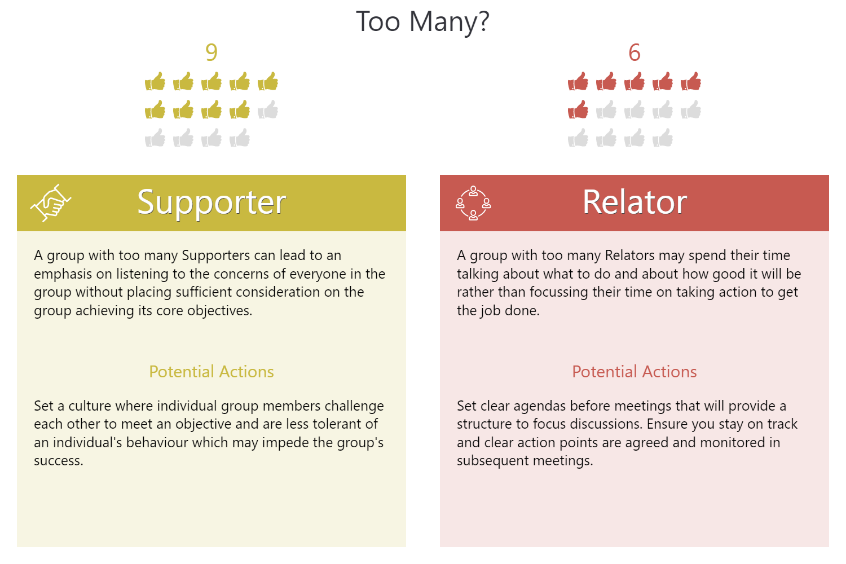 Too Many?
9
Supporter
A group with too many Supporters can lead to an
emphasis on listening to the concerns of everyone in the
group without placing sufficient consideration on the
group achieving its core objectives.
Potential Actions
Set a culture where individual group members challenge
each other to meet an objective and are less tolerant of
an individual's behaviour which may impede the group's
success.
6
Relator
A group with too many Relators may spend their time
talking about what to do and about how good it will be
rather than focussing their time on taking action to get
the job done.
Potential Actions
Set clear agendas before meetings that will provide a
structure to focus discussions. Ensure you stay on track
and clear action points are agreed and monitored in
subsequent meetings.